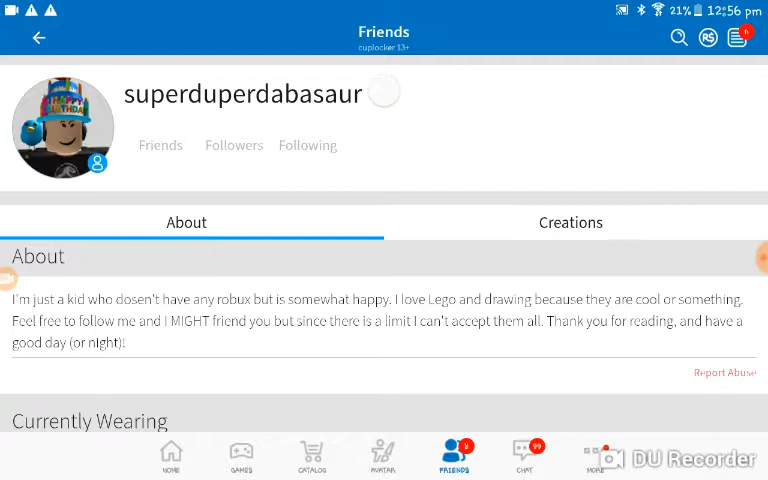 21% 12:56 pm
Friends
cuplocker 13+
R$
superduperdabasaur
HAPPY
BIRTHDAY
Friends Followers Following
About Creations
About
I'm just a kid who dosen't have any robux but is somewhat happy. I love Lego and drawing because they are cool or something.
Feel free to follow me and I MIGHT friend you but since there is a limit I can't accept them all. Thank you for reading, and have a
good day (or nIght)!
Report Abuse
Currently Wearing
99
HOME GAMES CATALOG AVATAR FRIENDS CHAT MORE
DU Recorder